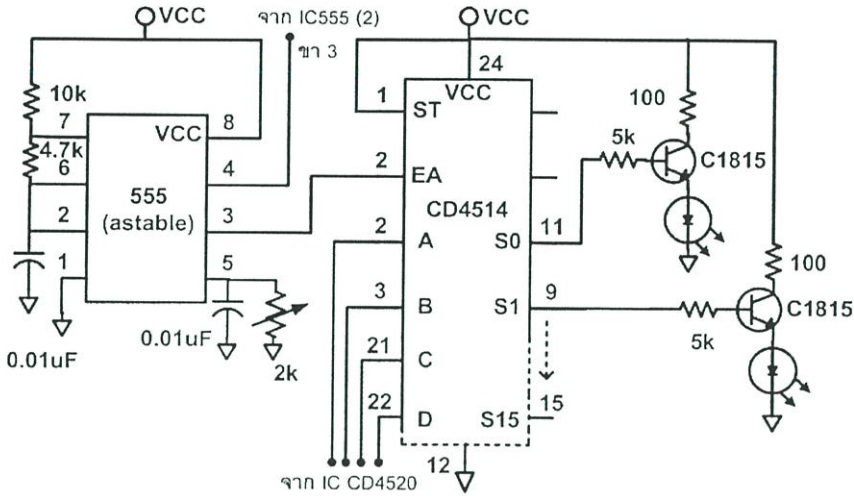 VCC
จาก IC555 (2)
ขา 3
VCC
10k
7
4.7k
6
2
1
555
(astable)
VCC
8
4
3
5
0.01uF
0.01uF
2k
24
VCC
1
ST
2
EA
CD4514
2
A
3
B
21
C
22
D
S0
11
S1
9
S15
15
12
จาก IC CD4520
5k
100
C1815
5k
100
C1815